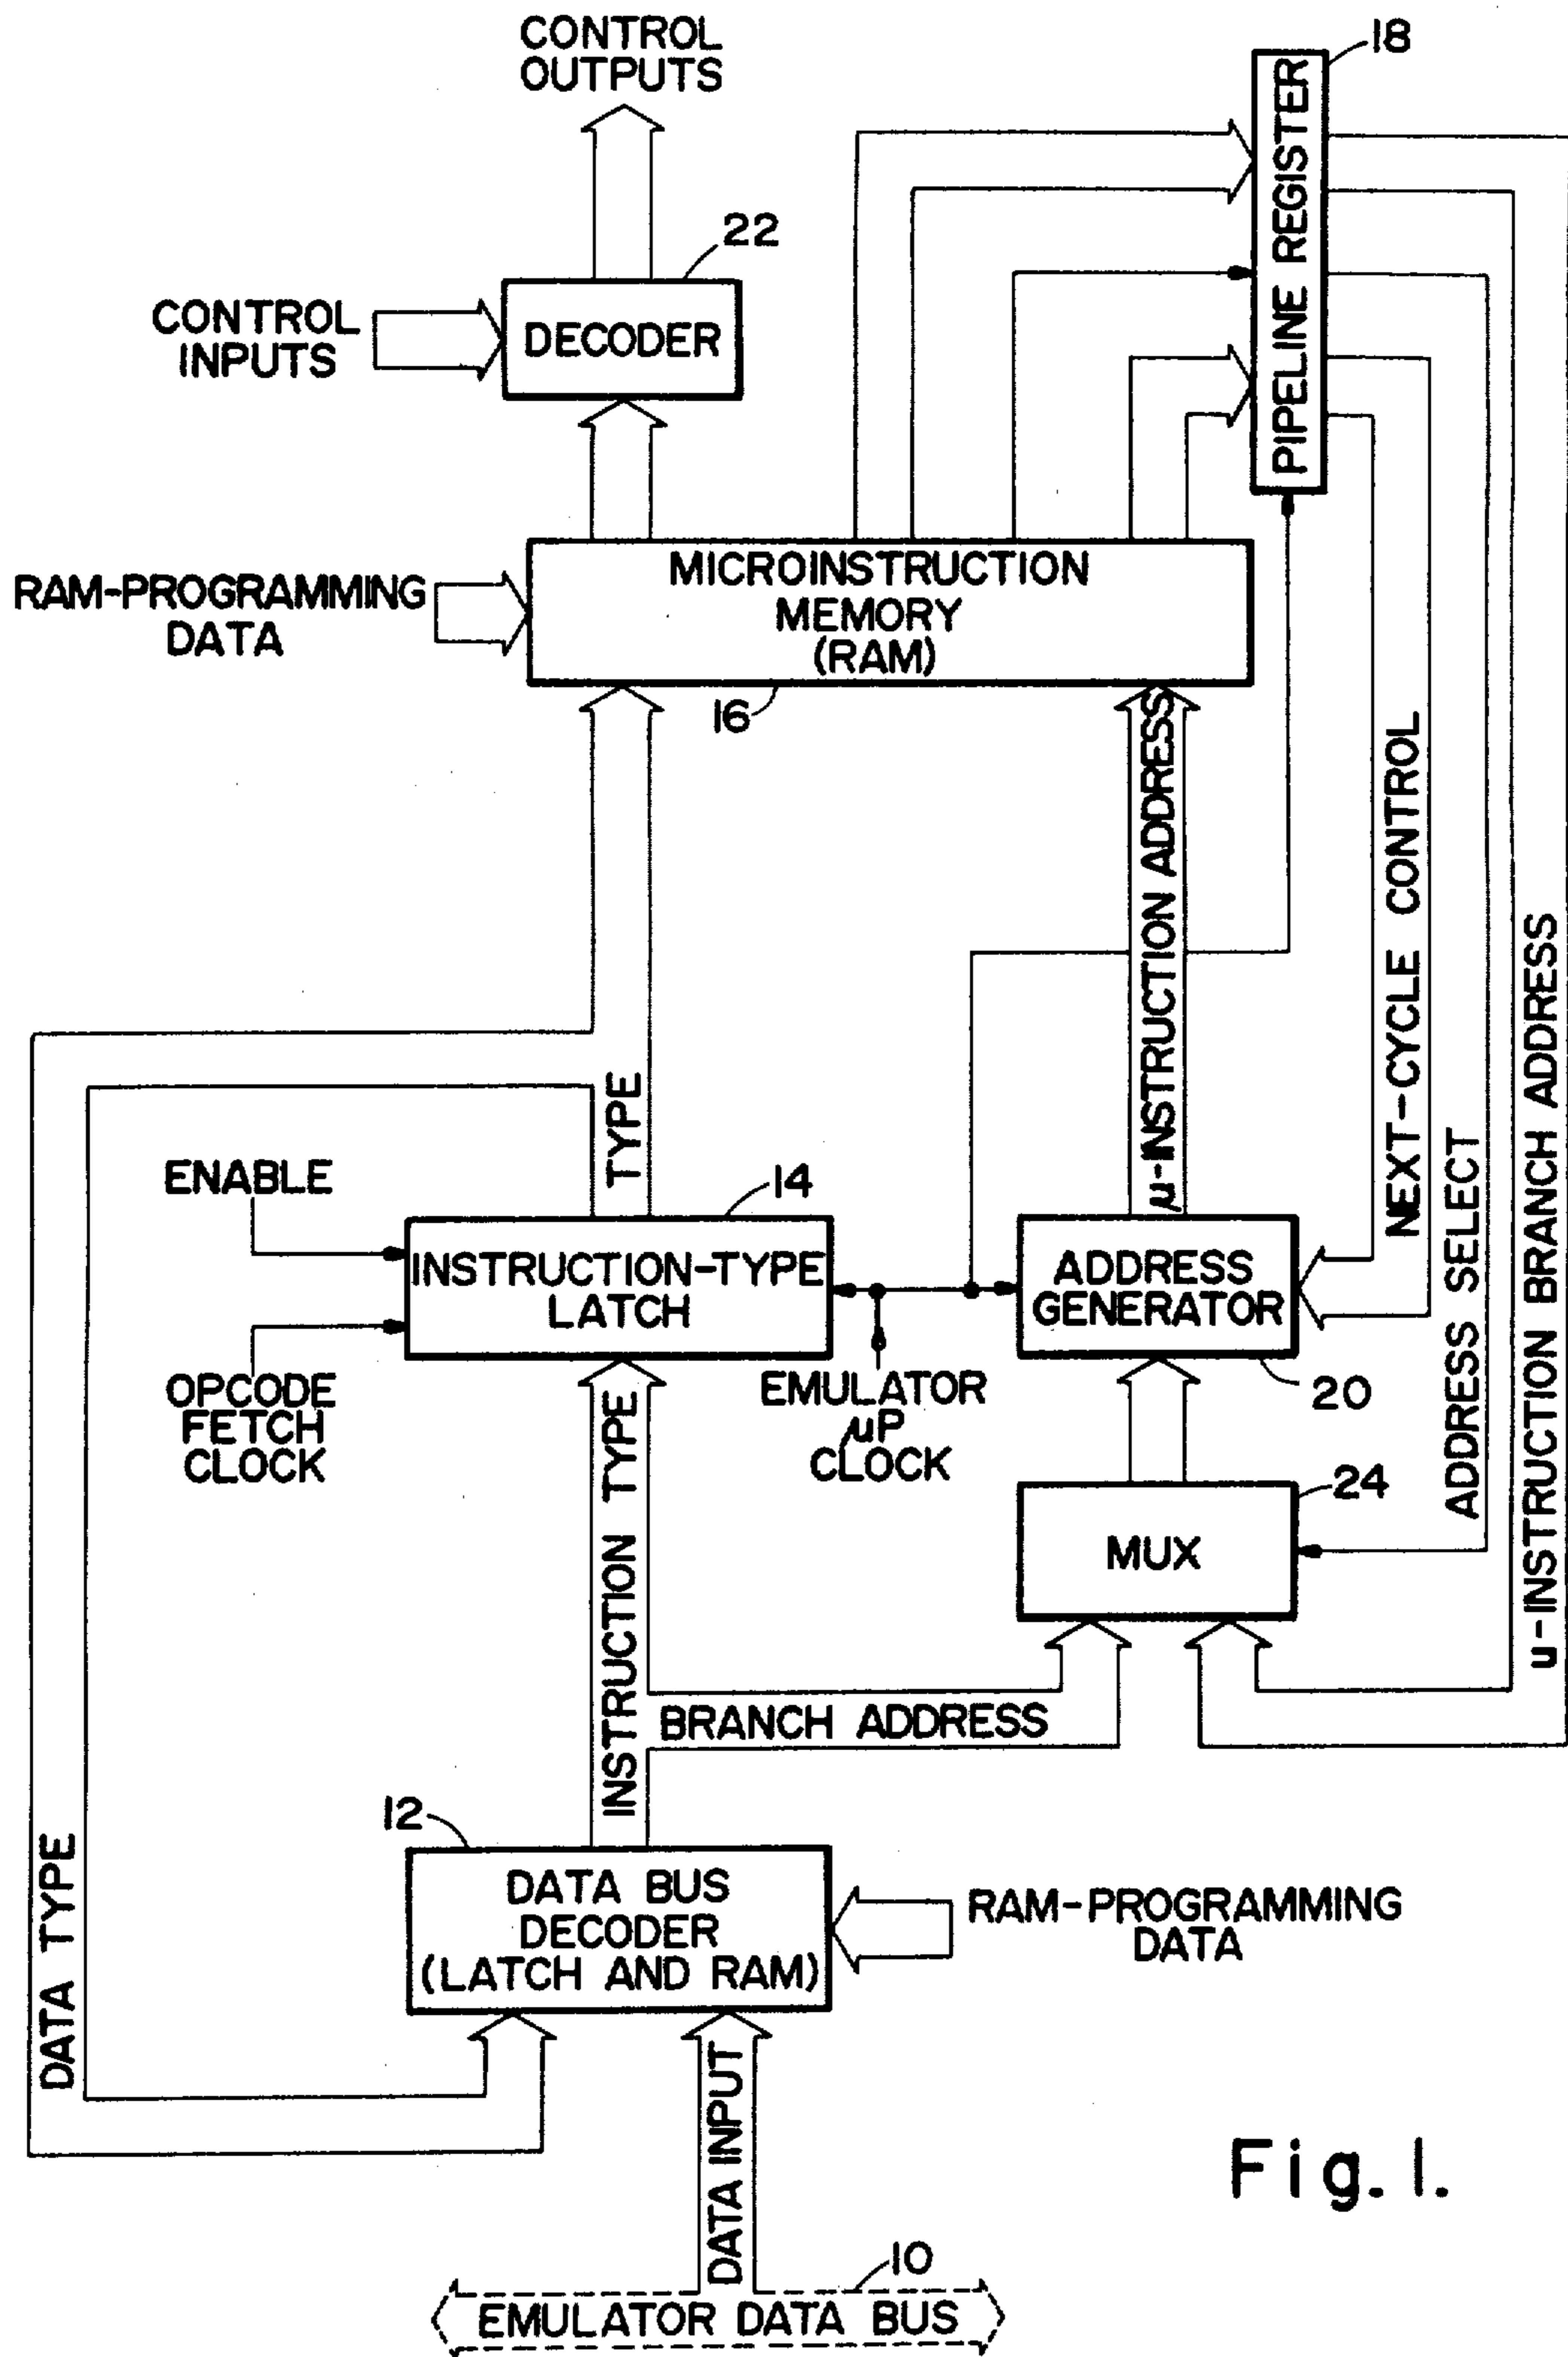 CONTROL
OUTPUTS
18
PIPELINE REGISTER
22
CONTROL
INPUTS
DECODER
RAM-PROGRAMMING
DATA
MICROINSTRUCTION
MEMORY
(RAM)
16
μ-INSTRUCTION ADDRESS
NEXT-CYCLE CONTROL
ADDRESS SELECT
u-INSTRUCTION BRANCH ADDRESS
TYPE
ENABLE
14
INSTRUCTION-TYPE
LATCH
ADDRESS
GENERATOR
OPCODE
FETCH
CLOCK
EMULATOR
μP
CLOCK
20
INSTRUCTION TYPE
24
MUX
BRANCH ADDRESS
12
DATA TYPE
DATA BUS
DECODER
(LATCH AND RAM)
RAM-PROGRAMMING
DATA
DATA INPUT
10
EMULATOR DATA BUS
Fig. 1.